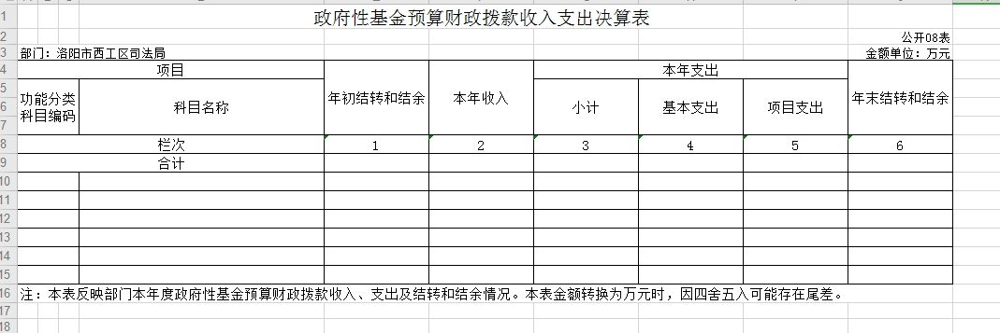 政府性基金预算财政拨款收入支出决算表
公开08表
部门：洛阳市西工区司法局 金额单位：万元
项目 年初结转和结余 本年收入 本年支出 年末结转和结余
功能分类科目编码 科目名称 小计 基本支出 项目支出
栏次 1 2 3 4 5 6
合计
注：本表反映部门本年度政府性基金预算财政拨款收入、支出及结转和结余情况。本表金额转换为万元时，因四舍五入可能存在尾差。